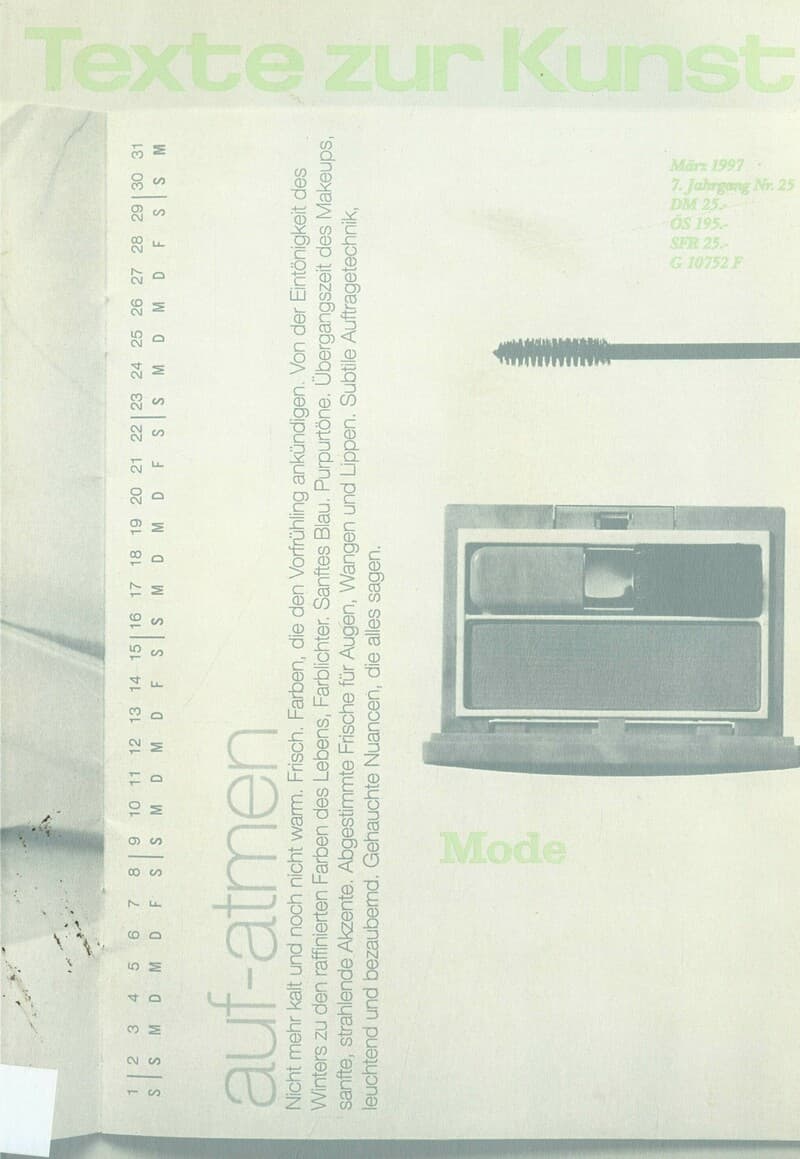 Texte zur Kunst
März 1997
7. Jahrgang Nr. 25
DM 25.-
ÖS 195.-
SFR 25.-
G 10752 F
1 | 2 3 4 5 6 7 8 | 9 10 11 12 13 14 15 | 16 17 18 19 20 21 22 | 23 24 25 26 27 28 29 | 30 31
S | S M D M D F S | S M D M D F S | S M D M D F S | S M D M D F S | S M
auf-atmen
Nicht mehr kalt und noch nicht warm. Frisch. Farben, die den Vorfrühling ankündigen. Von der Eintönigkeit des
Winters zu den raffinierten Farben des Lebens, Farblichter. Sanftes Blau. Purpurtöne. Übergangszeit des Makeups,
sanfte, strahlende Akzente. Abgestimmte Frische für Augen, Wangen und Lippen. Subtile Auftragetechnik,
leuchtend und bezaubernd. Gehauchte Nuancen, die alles sagen.
Mode